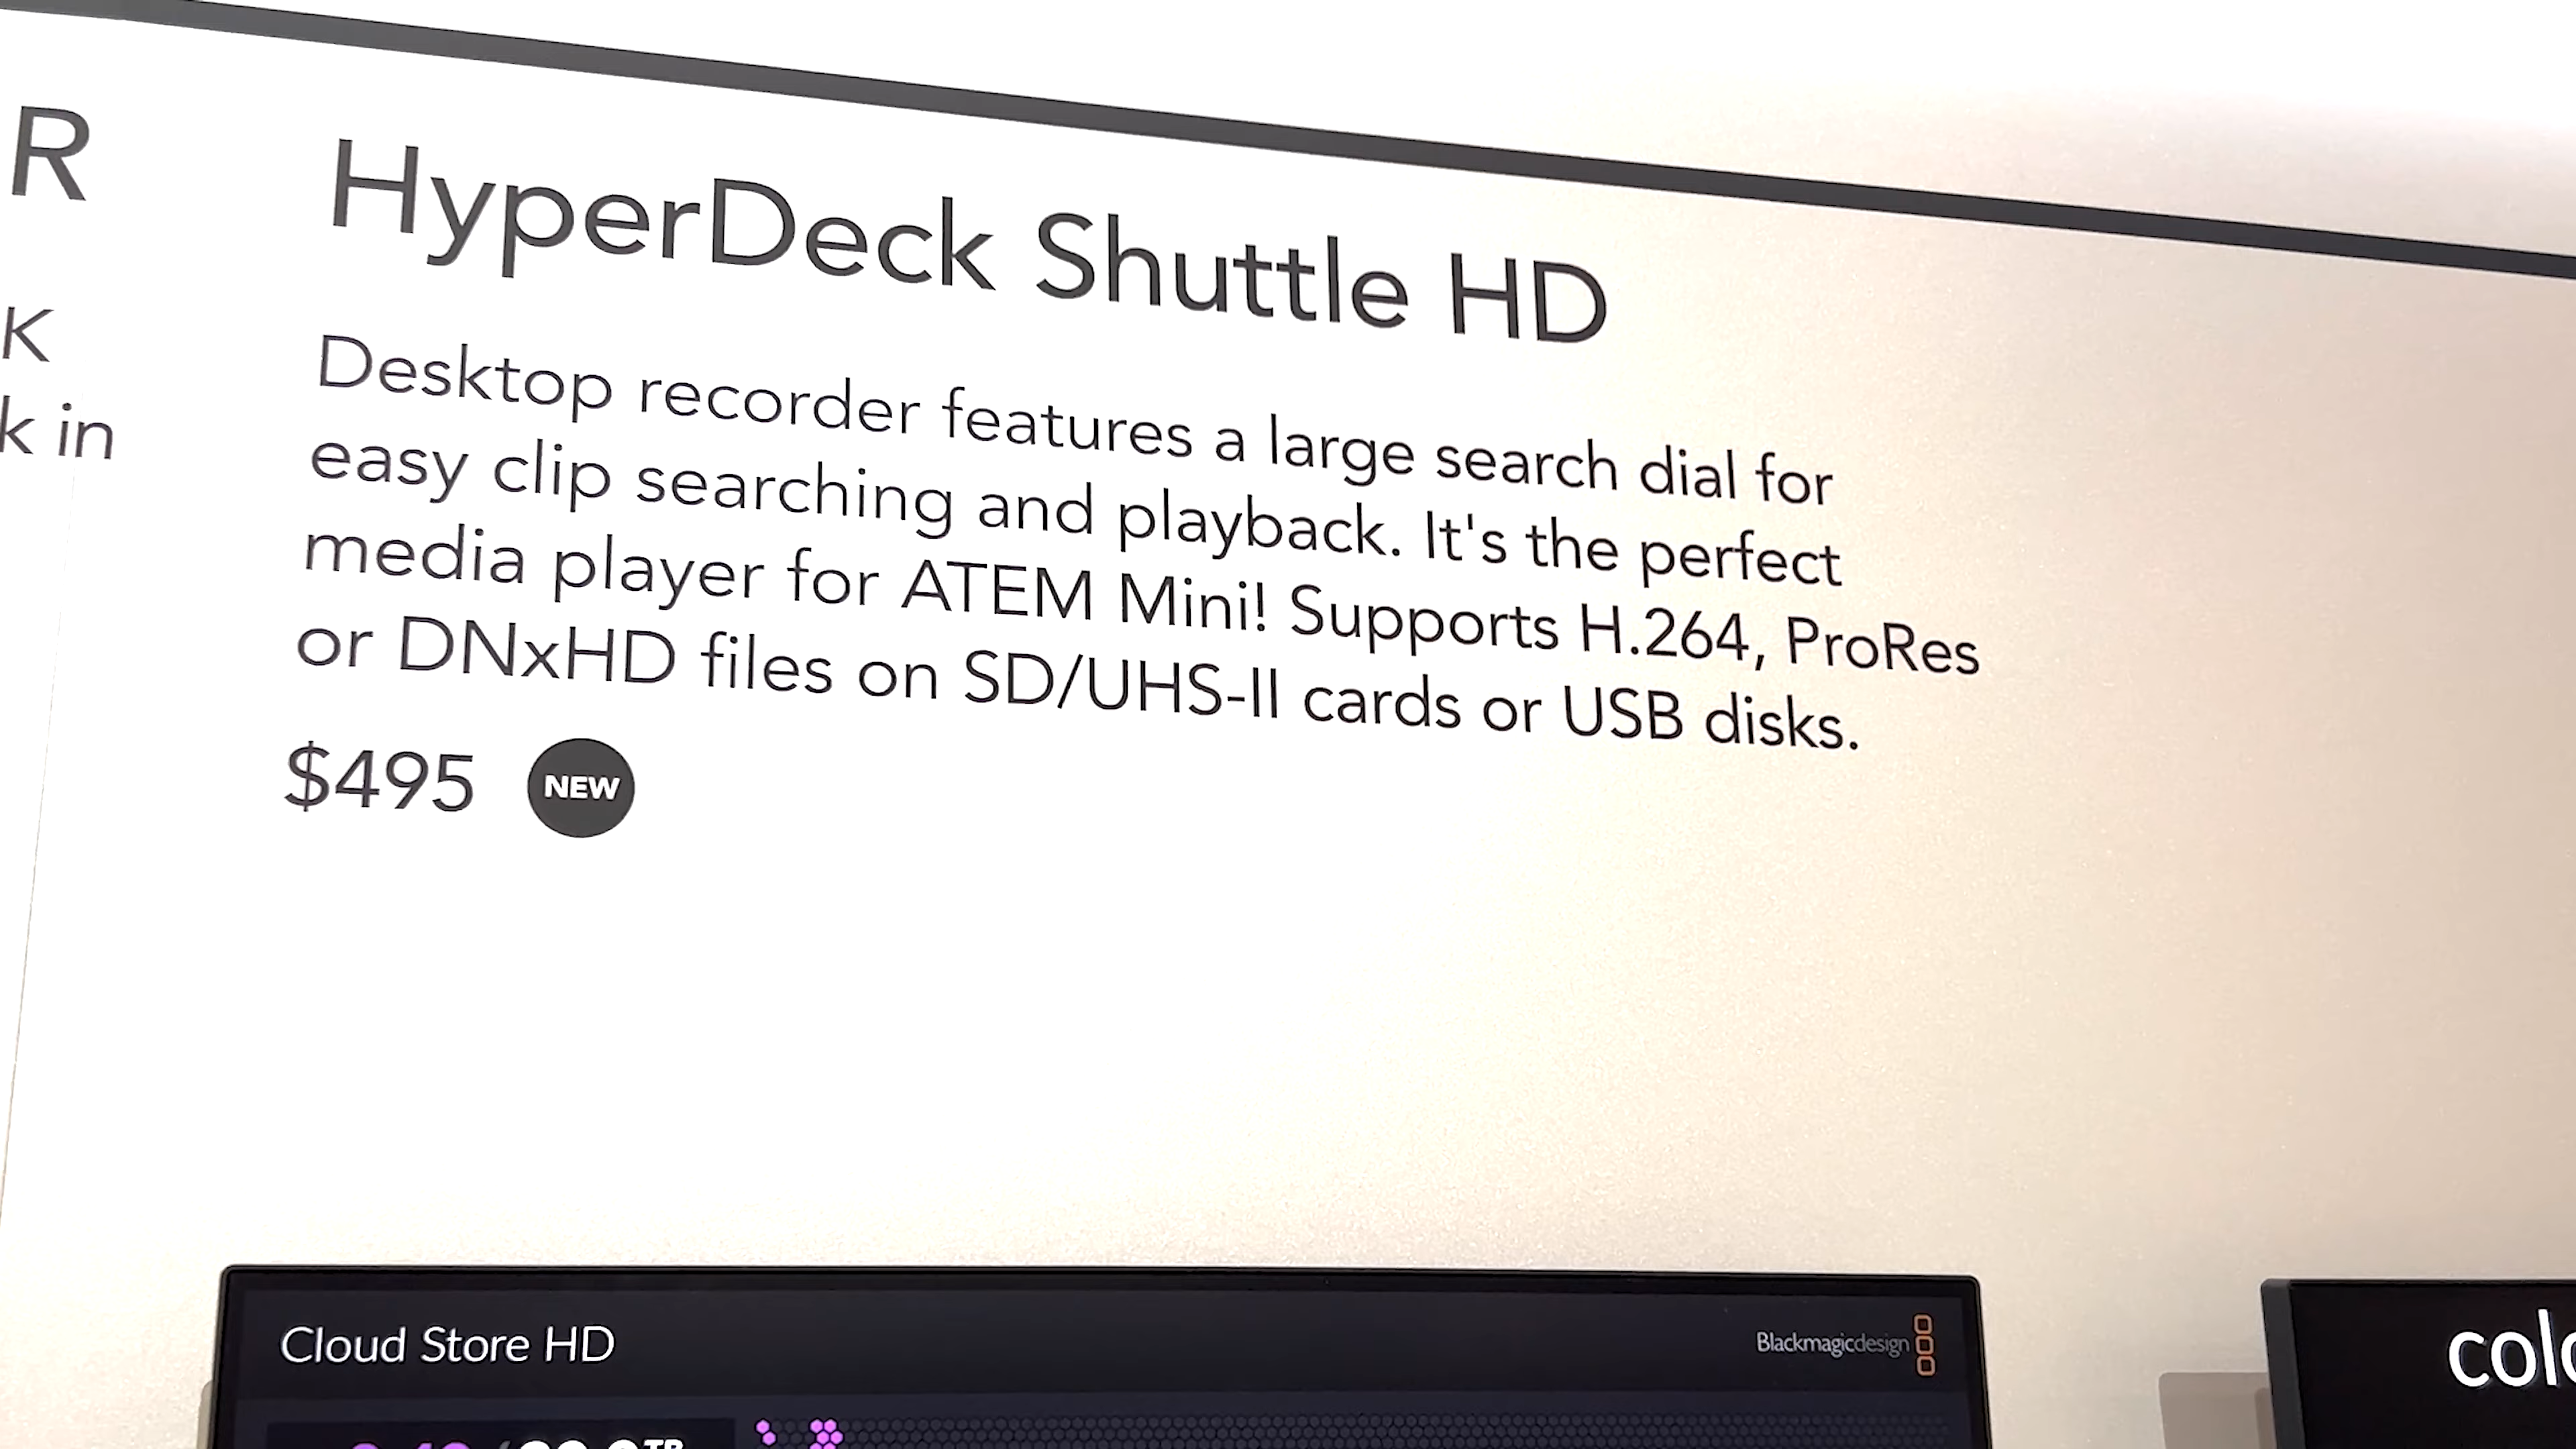 R
K
k in
HyperDeck Shuttle HD
Desktop recorder features a large search dial for
easy clip searching and playback. It's the perfect
media player for ATEM Mini! Supports H.264, ProRes
or DNxHD files on SD/UHS-II cards or USB disks.
$495 NEW
Cloud Store HD
Blackmagicdesign
TB